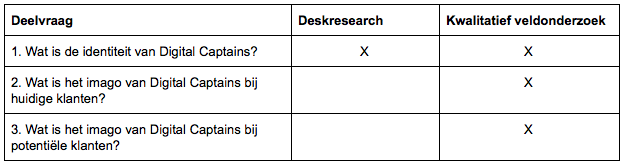 Deelvraag Deskresearch Kwalitatief veldonderzoek
1. Wat is de identiteit van Digital Captains? X X
2. Wat is het imago van Digital Captains bij
huidige klanten? X
3. Wat is het imago van Digital Captains bij
potentiële klanten? X